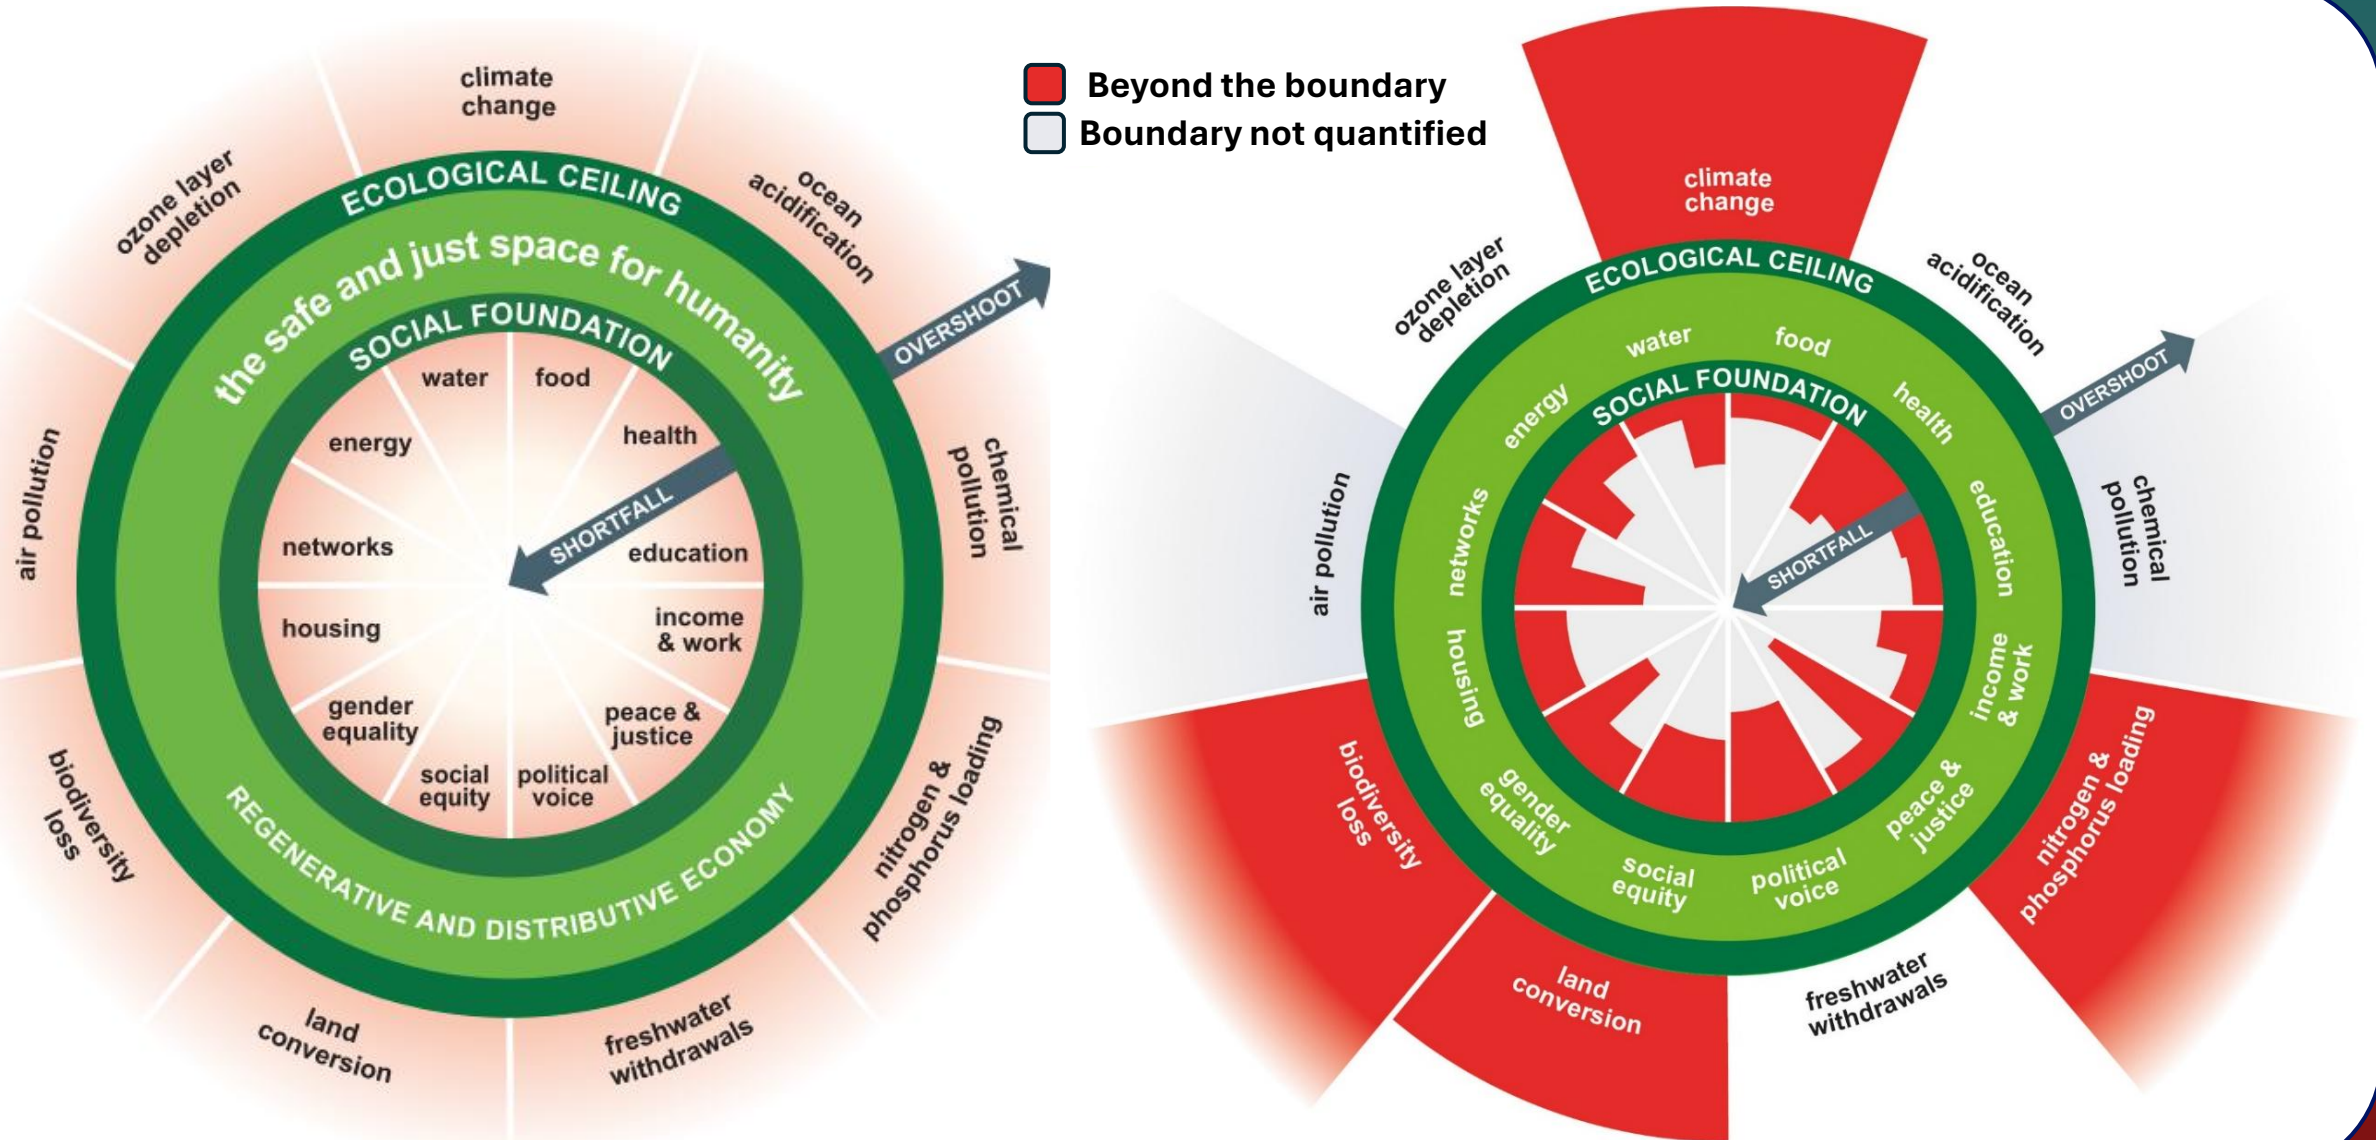 climate
change
ocean
acidification
chemical
pollution
nitrogen &
phosphorus loading
freshwater
withdrawals
land
conversion
biodiversity
loss
air pollution
ozone layer
depletion
ECOLOGICAL CEILING
the safe and just space for humanity
SOCIAL FOUNDATION
OVERSHOOT
water
food
health
SHORTFALL
education
income
& work
peace &
justice
political
voice
social
equity
gender
equality
housing
networks
energy
REGENERATIVE AND DISTRIBUTIVE ECONOMY
Beyond the boundary
Boundary not quantified
climate
change
ocean
acidification
chemical
pollution
nitrogen &
phosphorus loading
freshwater
withdrawals
land
conversion
biodiversity
loss
air pollution
ozone layer
depletion
ECOLOGICAL CEILING
OVERSHOOT
water
food
health
education
income
& work
peace &
justice
political
voice
social
equity
gender
equality
housing
networks
energy
SOCIAL FOUNDATION
SHORTFALL